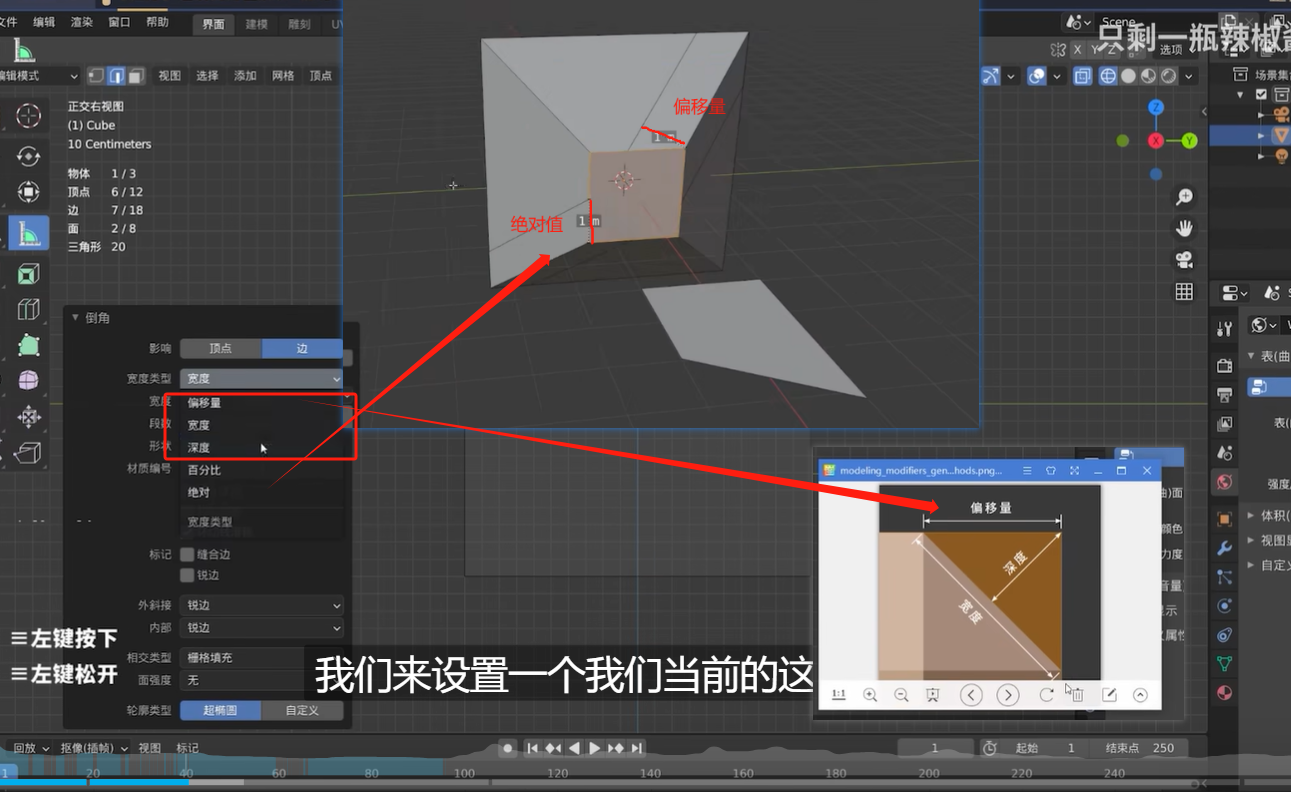 文件 编辑 渲染 窗口 帮助 界面 建模 雕刻 UV
Scene
只剩一瓶辣椒酱
编辑模式 视图 选择 添加 网格 顶点
X Y Z 选项
正交右视图
(1) Cube
10 Centimeters
物体 1 / 3
顶点 6 / 12
边 7 / 18
面 2 / 8
三角形 20
偏移量
1 m
绝对值
1 m
Z
X
Y
场景集合
倒角
影响 顶点 边
宽度类型 宽度
宽度 偏移量
段数 宽度
形状 深度
材质编号 百分比
绝对
宽度类型
标记 缝合边
锐边
外斜接 锐边
内部 锐边
相交类型 栅格填充
面强度 无
轮廓类型 超椭圆 自定义
左键按下
左键松开
我们来设置一个我们当前的这
modeling_modifiers_gen...hods.png...
偏移量
深度
宽度
1:1
表(曲
表(
强度
体积(
视图显
自定义
回放 抠像(插帧) 视图 标记
1 起始 1 结束点 250
1 20 40 60 80 100 120 140 160 180 200 220 240